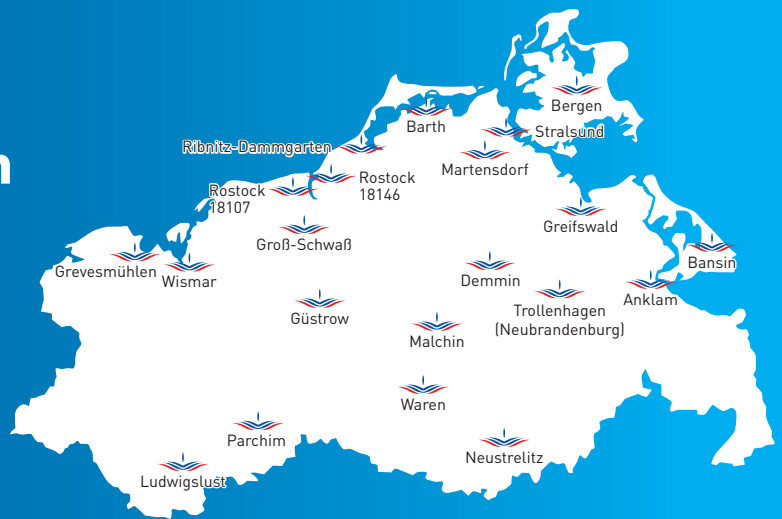 Bergen
Barth
Stralsund
Ribnitz-Dammgarten
Martensdorf
Rostock
18146
Rostock
18107
Greifswald
Groß-Schwaß
Bansin
Grevesmühlen
Wismar
Demmin
Anklam
Trollenhagen
(Neubrandenburg)
Güstrow
Malchin
Waren
Parchim
Neustrelitz
Ludwigslust